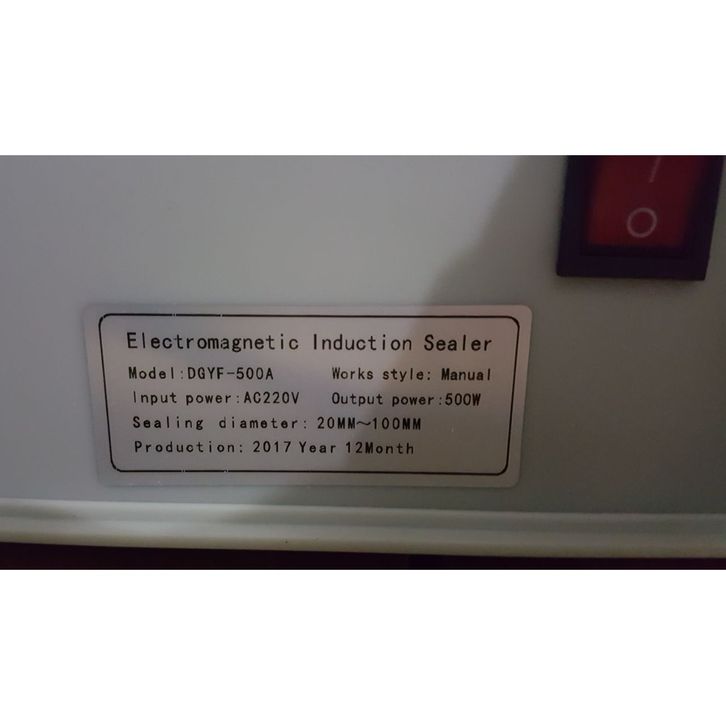 Electromagnetic Induction Sealer
Model:DGYF-500A Works style: Manual
Input power:AC220V Output power:500W
Sealing diameter: 20MM～100MM
Production: 2017 Year 12Month